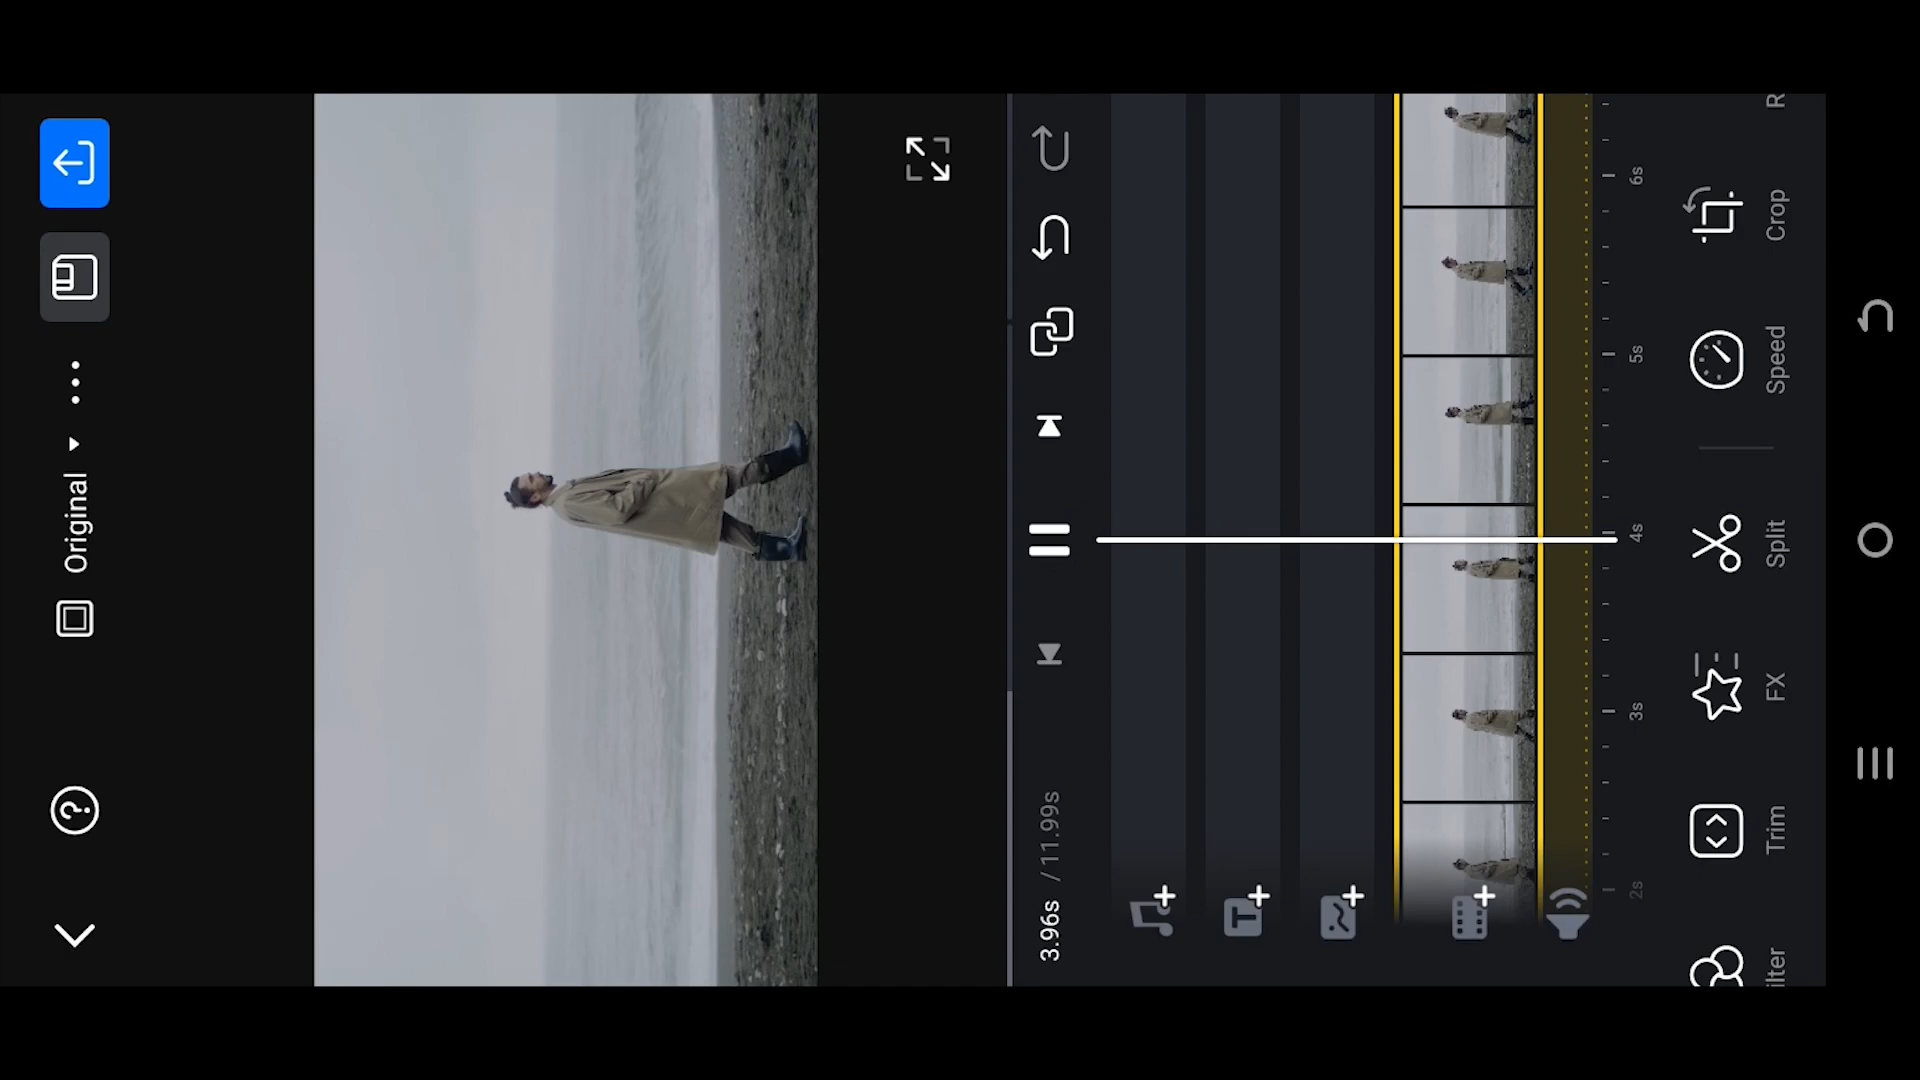 Original
3.96s / 11.99s
T
2s
3s
4s
5s
6s
ilter
Trim
FX
Split
Speed
Crop
R